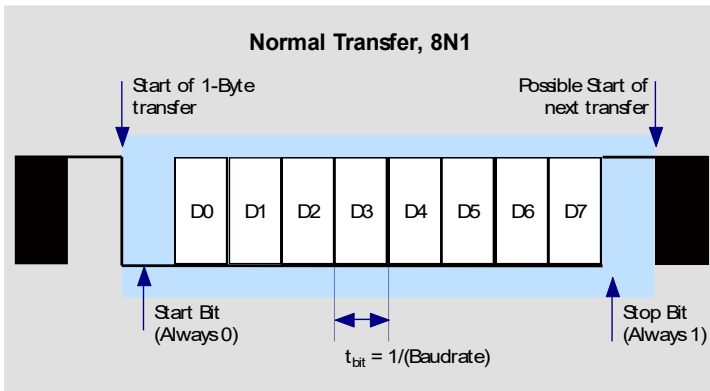 Normal Transfer, 8N1
Start of 1-Byte
transfer
Possible Start of
next transfer
D0 D1 D2 D3 D4 D5 D6 D7
Start Bit
(Always 0)
Stop Bit
(Always 1)
tbit = 1/(Baudrate)